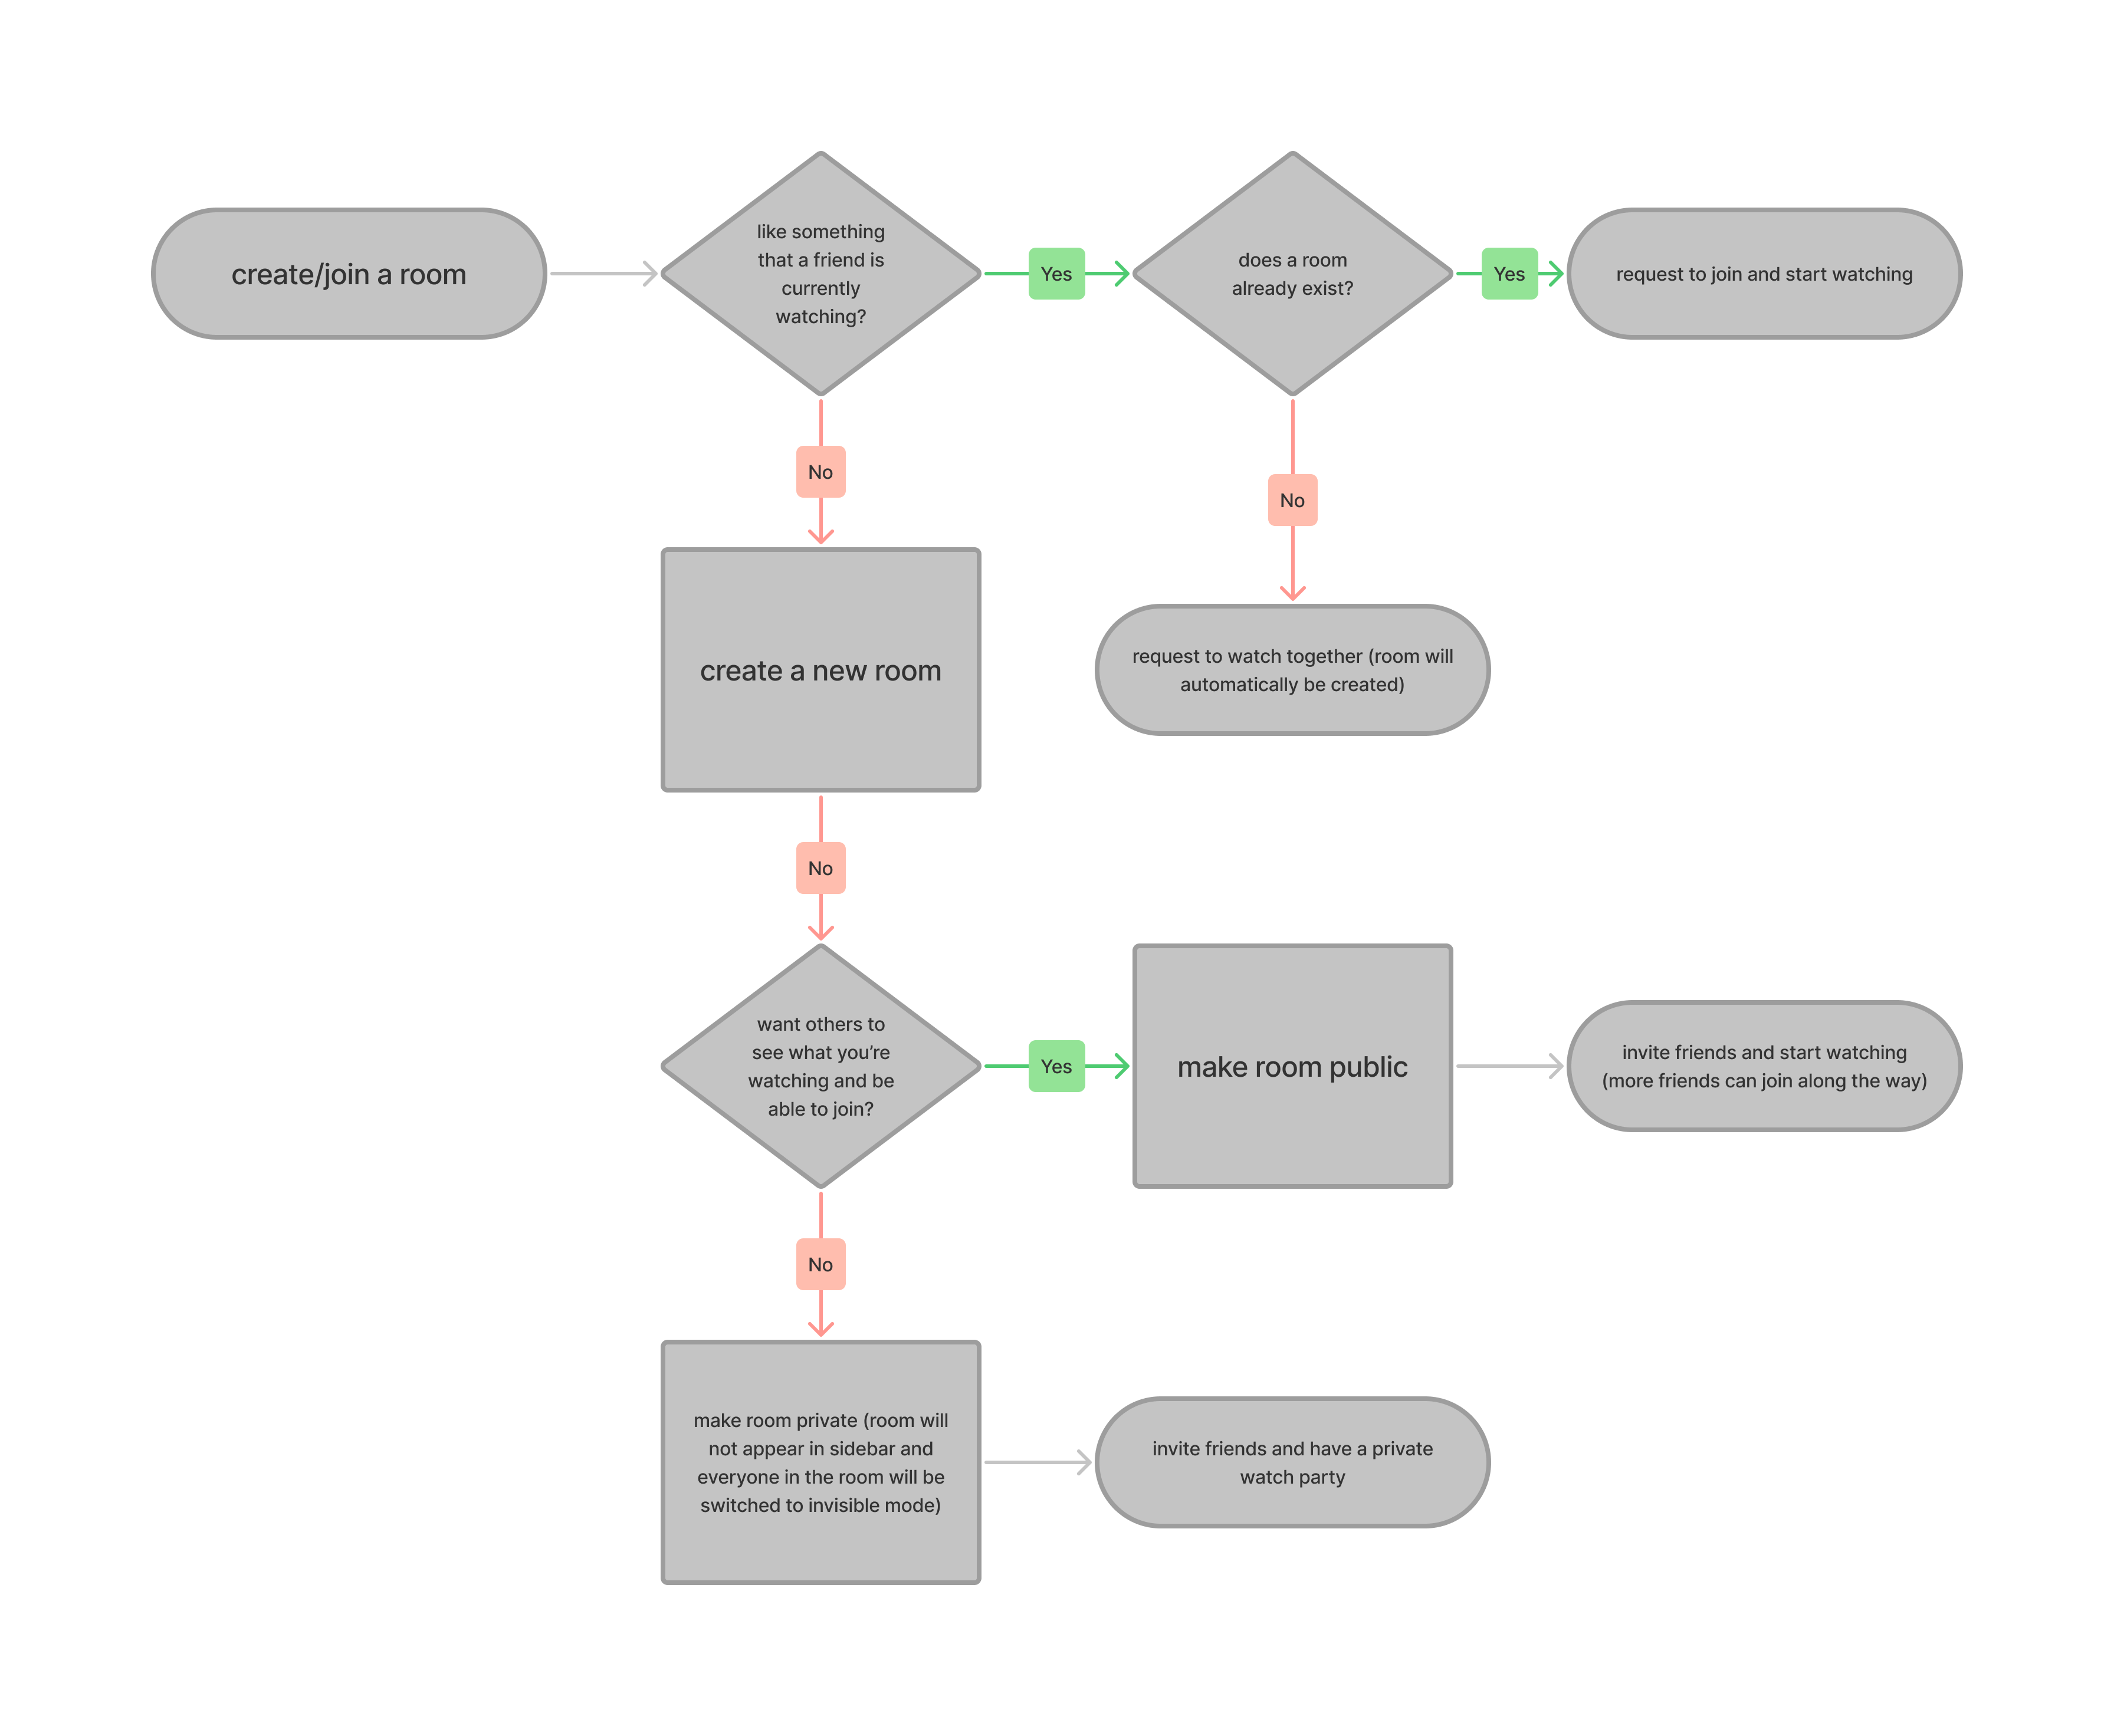 create/join a room
like something
that a friend is
currently
watching?
Yes
does a room
already exist?
Yes
request to join and start watching
No
No
create a new room
request to watch together (room will
automatically be created)
No
want others to
see what you’re
watching and be
able to join?
Yes
make room public
invite friends and start watching
(more friends can join along the way)
No
make room private (room will
not appear in sidebar and
everyone in the room will be
switched to invisible mode)
invite friends and have a private
watch party